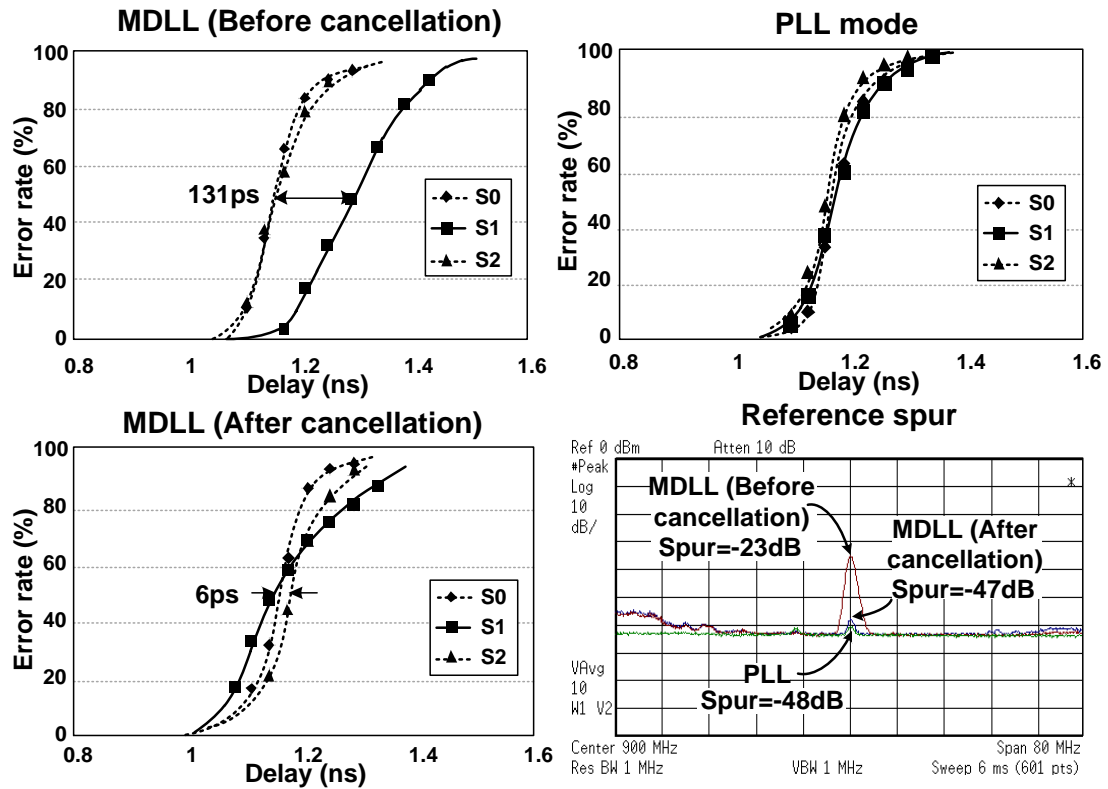 MDLL (Before cancellation)
Error rate (%)
100
80
60
40
20
0
131ps
S0
S1
S2
0.8
1
1.2
1.4
1.6
Delay (ns)
PLL mode
Error rate (%)
100
80
60
40
20
0
S0
S1
S2
0.8
1
1.2
1.4
1.6
Delay (ns)
MDLL (After cancellation)
Error rate (%)
100
80
60
40
20
0
6ps
S0
S1
S2
0.8
1
1.2
1.4
1.6
Delay (ns)
Reference spur
Ref 0 dBm
Atten 10 dB
#Peak
Log
10
dB/
*
MDLL (Before
cancellation)
Spur=-23dB
MDLL (After
cancellation)
Spur=-47dB
PLL
Spur=-48dB
VAvg
10
W1 V2
Center 900 MHz
Span 80 MHz
Res BW 1 MHz
VBW 1 MHz
Sweep 6 ms (601 pts)